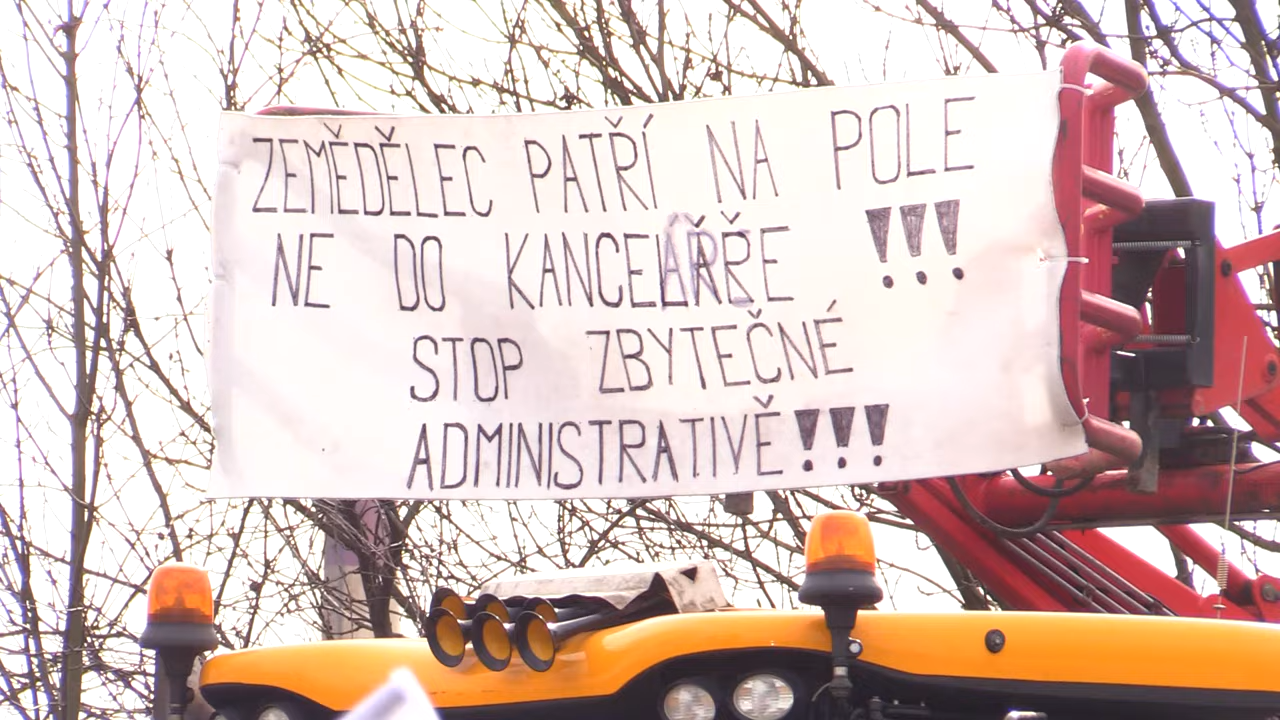 ZEMĚDĚLEC PATŘÍ NA POLE
NE DO KANCELÁŘE !!!
STOP ZBYTEČNÉ
ADMINISTRATIVĚ!!!